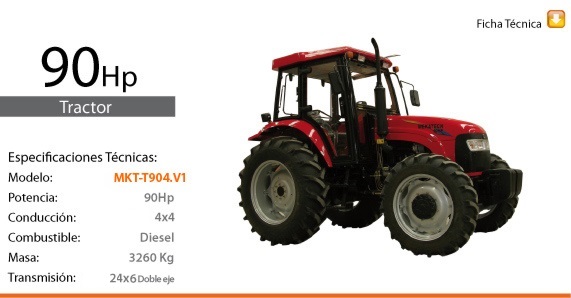 Ficha Técnica
90Hp
Tractor
Especificaciones Técnicas:
Modelo: MKT-T904.V1
Potencia: 90Hp
Conducción: 4x4
Combustible: Diesel
Masa: 3260 Kg
Transmisión: 24x6 Doble eje